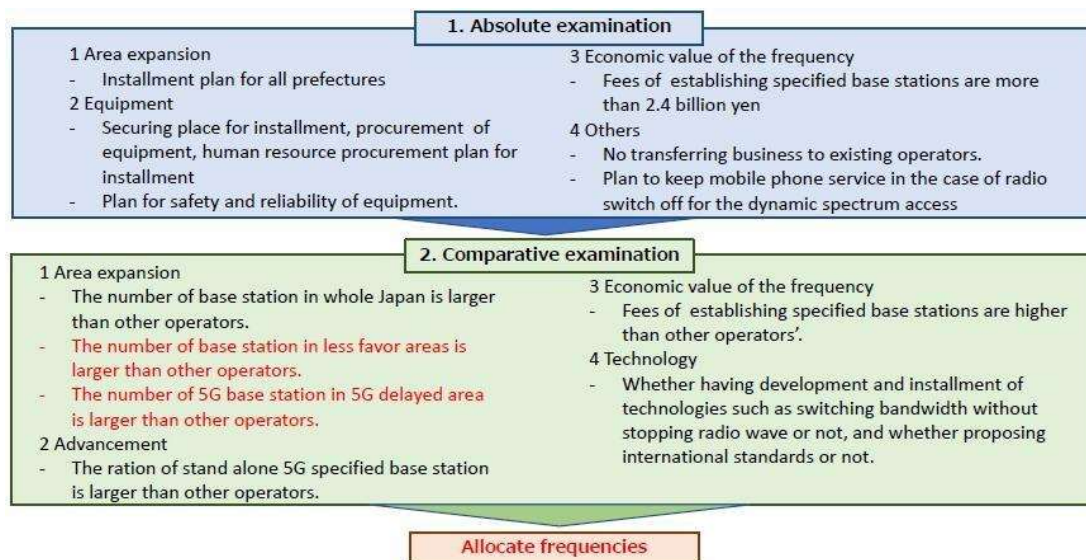 1. Absolute examination
1 Area expansion
- Installment plan for all prefectures
2 Equipment
- Securing place for installment, procurement of
equipment, human resource procurement plan for
installment
- Plan for safety and reliability of equipment.
3 Economic value of the frequency
- Fees of establishing specified base stations are more
than 2.4 billion yen
4 Others
- No transferring business to existing operators.
- Plan to keep mobile phone service in the case of radio
switch off for the dynamic spectrum access
2. Comparative examination
1 Area expansion
- The number of base station in whole Japan is larger
than other operators.
- The number of base station in less favor areas is
larger than other operators.
- The number of 5G base station in 5G delayed area
is larger than other operators.
2 Advancement
- The ration of stand alone 5G specified base station
is larger than other operators.
3 Economic value of the frequency
- Fees of establishing specified base stations are higher
than other operators’.
4 Technology
- Whether having development and installment of
technologies such as switching bandwidth without
stopping radio wave or not, and whether proposing
international standards or not.
Allocate frequencies